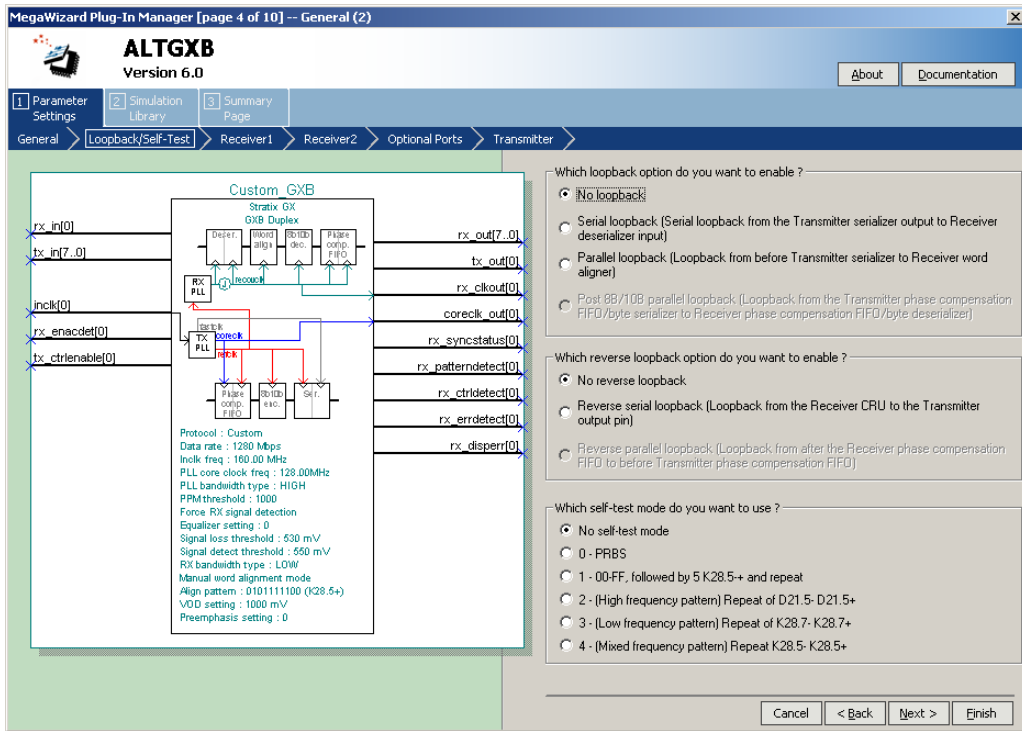 MegaWizard Plug-In Manager [page 4 of 10] -- General (2)
ALTGXB
Version 6.0
About
Documentation
1 Parameter Settings
2 Simulation Library
3 Summary Page
General
Loopback/Self-Test
Receiver1
Receiver2
Optional Ports
Transmitter
Custom_GXB
Stratix GX
GXB Duplex
rx_in[0]
tx_in[7..0]
inclk[0]
rx_enacdet[0]
tx_ctrlenable[0]
Deser.
Word align
8b10b dec.
Phase comp. FIFO
RX PLL
recovclk
fastclk
TX PLL
coreclk
refclk
Phase comp. FIFO
8b10b enc.
Ser.
rx_out[7..0]
tx_out[0]
rx_clkout[0]
coreclk_out[0]
rx_syncstatus[0]
rx_patterndetect[0]
rx_ctrldetect[0]
rx_errdetect[0]
rx_disperr[0]
Protocol : Custom
Data rate : 1280 Mbps
Inclk freq : 160.00 MHz
PLL core clock freq : 128.00MHz
PLL bandwidth type : HIGH
PPM threshold : 1000
Force RX signal detection
Equalizer setting : 0
Signal loss threshold : 530 mV
Signal detect threshold : 550 mV
RX bandwidth type : LOW
Manual word alignment mode
Align pattern : 0101111100 (K28.5+)
VOD setting : 1000 mV
Preemphasis setting : 0
Which loopback option do you want to enable ?
No loopback
Serial loopback (Serial loopback from the Transmitter serializer output to Receiver
deserializer input)
Parallel loopback (Loopback from before Transmitter serializer to Receiver word
aligner)
Post 8B/10B parallel loopback (Loopback from the Transmitter phase compensation
FIFO/byte serializer to Receiver phase compensation FIFO/byte deserializer)
Which reverse loopback option do you want to enable ?
No reverse loopback
Reverse serial loopback (Loopback from the Receiver CRU to the Transmitter
output pin)
Reverse parallel loopback (Loopback from after the Receiver phase compensation
FIFO to before Transmitter phase compensation FIFO)
Which self-test mode do you want to use ?
No self-test mode
0 - PRBS
1 - 00-FF, followed by 5 K28.5-+ and repeat
2 - (High frequency pattern) Repeat of D21.5- D21.5+
3 - (Low frequency pattern) Repeat of K28.7- K28.7+
4 - (Mixed frequency pattern) Repeat K28.5- K28.5+
Cancel
< Back
Next >
Finish